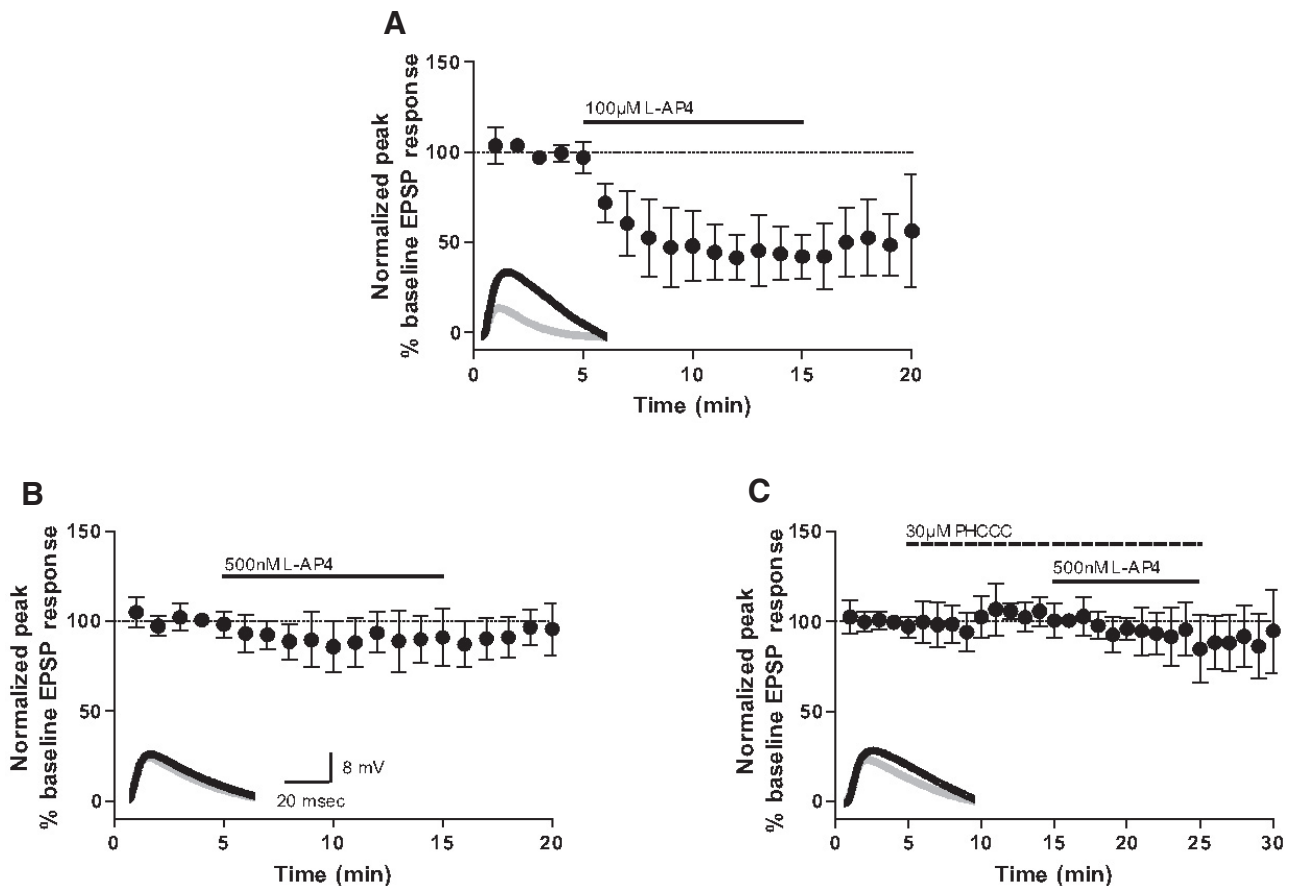 A
Normalized peak
% baseline EPSP response
150
100
50
0
100µM L-AP4
0 5 10 15 20
Time (min)
B
Normalized peak
% baseline EPSP response
150
100
50
0
500nM L-AP4
8 mV
20 msec
0 5 10 15 20
Time (min)
C
Normalized peak
% baseline EPSP response
150
100
50
0
30µM PHCCC
500nM L-AP4
0 5 10 15 20 25 30
Time (min)